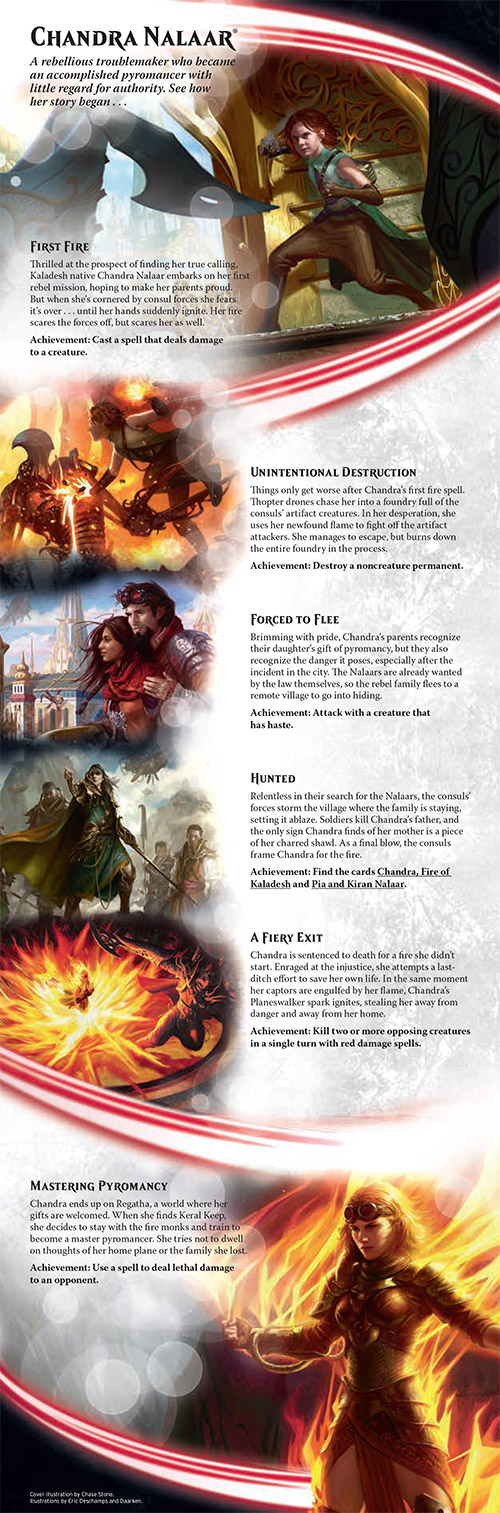 CHANDRA NALAAR®
A rebellious troublemaker who became
an accomplished pyromancer with
little regard for authority. See how
her story began . . .
FIRST FIRE
Thrilled at the prospect of finding her true calling,
Kaladesh native Chandra Nalaar embarks on her first
rebel mission, hoping to make her parents proud.
But when she's cornered by consul forces she fears
it's over . . . until her hands suddenly ignite. Her fire
scares the forces off, but scares her as well.
Achievement: Cast a spell that deals damage
to a creature.
UNINTENTIONAL DESTRUCTION
Things only get worse after Chandra's first fire spell.
Thopter drones chase her into a foundry full of the
consuls' artifact creatures. In her desperation, she
uses her newfound flame to fight off the artifact
attackers. She manages to escape, but burns down
the entire foundry in the process.
Achievement: Destroy a noncreature permanent.
FORCED TO FLEE
Brimming with pride, Chandra's parents recognize
their daughter's gift of pyromancy, but they also
recognize the danger it poses, especially after the
incident in the city. The Nalaars are already wanted
by the law themselves, so the rebel family flees to a
remote village to go into hiding.
Achievement: Attack with a creature that
has haste.
HUNTED
Relentless in their search for the Nalaars, the consuls'
forces storm the village where the family is staying,
setting it ablaze. Soldiers kill Chandra's father, and
the only sign Chandra finds of her mother is a piece
of her charred shawl. As a final blow, the consuls
frame Chandra for the fire.
Achievement: Find the cards Chandra, Fire of
Kaladesh and Pia and Kiran Nalaar.
A FIERY EXIT
Chandra is sentenced to death for a fire she didn't
start. Enraged at the injustice, she attempts a last-
ditch effort to save her own life. In the same moment
her captors are engulfed by her flame, Chandra's
Planeswalker spark ignites, stealing her away from
danger and away from her home.
Achievement: Kill two or more opposing creatures
in a single turn with red damage spells.
MASTERING PYROMANCY
Chandra ends up on Regatha, a world where her
gifts are welcomed. When she finds Keral Keep,
she decides to stay with the fire monks and train to
become a master pyromancer. She tries not to dwell
on thoughts of her home plane or the family she lost.
Achievement: Use a spell to deal lethal damage
to an opponent.
Cover illustration by Chase Stone.
Illustrations by Eric Deschamps and Daarken.